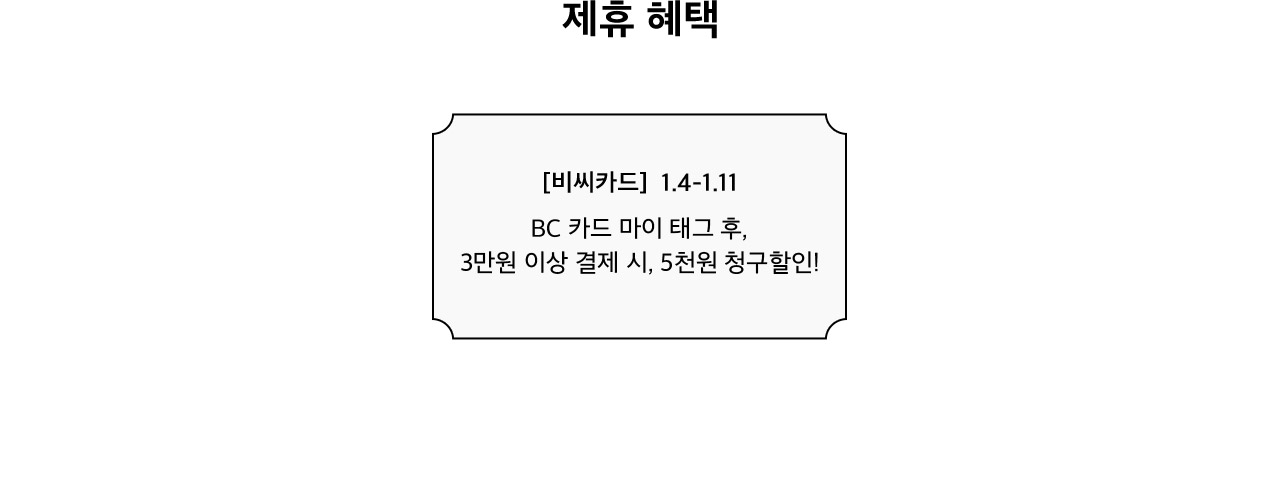 제휴 혜택
[비씨카드] 1.4-1.11
BC 카드 마이 태그 후,
3만원 이상 결제 시, 5천원 청구할인!